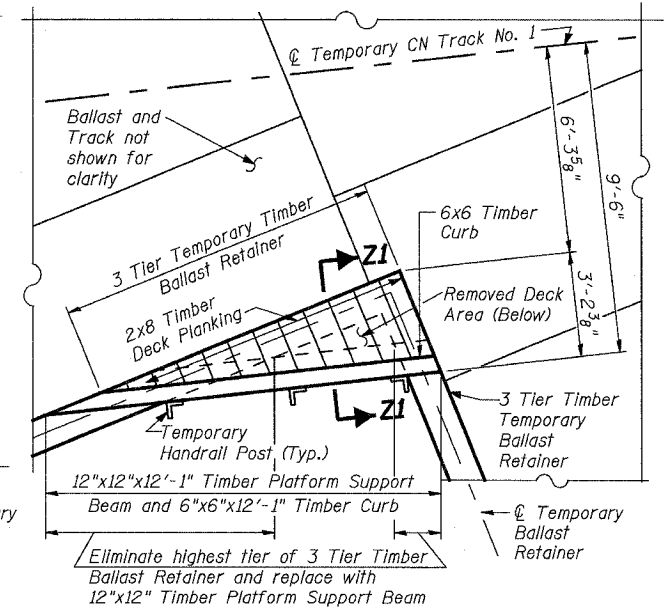 ℄ Temporary CN Track No. 1
Ballast and
Track not
shown for
clarity
6'-3⅝"
9'-6"
3'-2⅜"
3 Tier Temporary Timber
Ballast Retainer
6x6 Timber
Curb
Z1
2x8 Timber
Deck Planking
Removed Deck
Area (Below)
Z1
Temporary
Handrail Post (Typ.)
3 Tier Timber
Temporary
Ballast
Retainer
12"x12"x12'-1" Timber Platform Support
Beam and 6"x6"x12'-1" Timber Curb
℄ Temporary
Ballast
Retainer
Eliminate highest tier of 3 Tier Timber
Ballast Retainer and replace with
12"x12" Timber Platform Support Beam